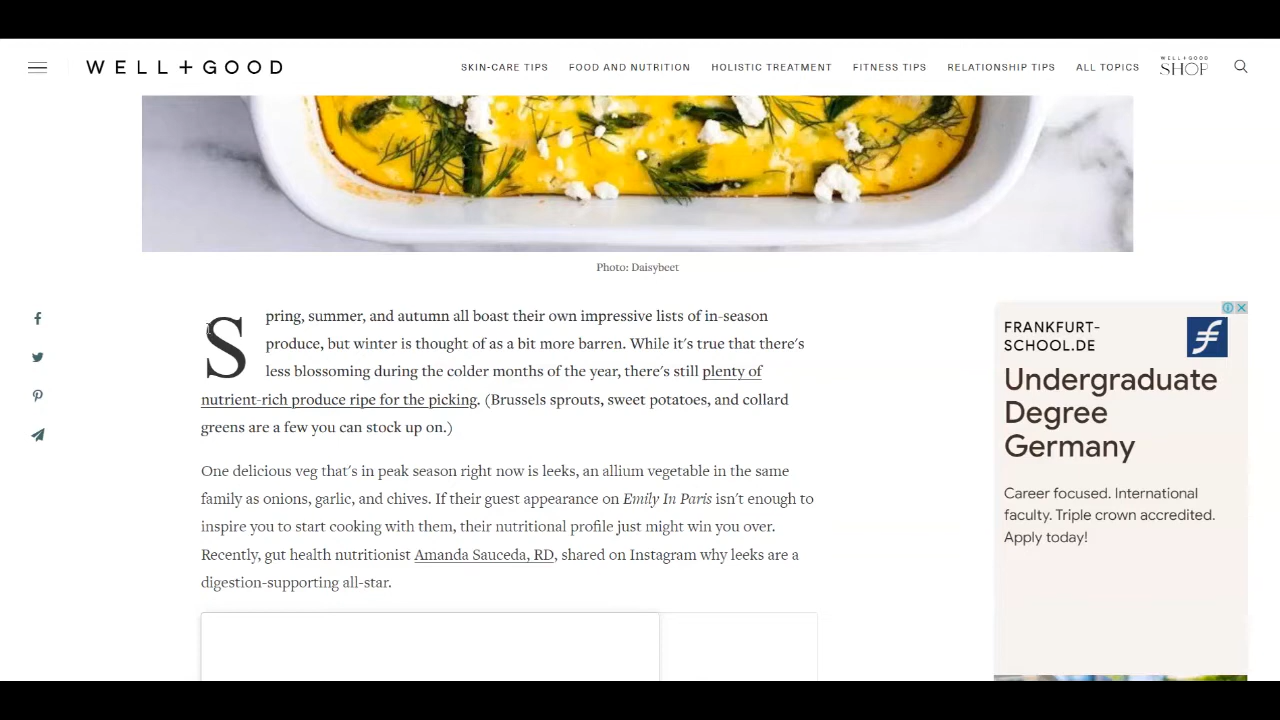 WELL+GOOD
SKIN-CARE TIPS FOOD AND NUTRITION HOLISTIC TREATMENT FITNESS TIPS RELATIONSHIP TIPS ALL TOPICS WELL+GOOD SHOP
Photo: Daisybeet
Spring, summer, and autumn all boast their own impressive lists of in-season
produce, but winter is thought of as a bit more barren. While it's true that there's
less blossoming during the colder months of the year, there's still plenty of
nutrient-rich produce ripe for the picking. (Brussels sprouts, sweet potatoes, and collard
greens are a few you can stock up on.)
One delicious veg that's in peak season right now is leeks, an allium vegetable in the same
family as onions, garlic, and chives. If their guest appearance on Emily In Paris isn't enough to
inspire you to start cooking with them, their nutritional profile just might win you over.
Recently, gut health nutritionist Amanda Sauceda, RD, shared on Instagram why leeks are a
digestion-supporting all-star.
FRANKFURT-
SCHOOL.DE
Undergraduate
Degree
Germany
Career focused. International
faculty. Triple crown accredited.
Apply today!